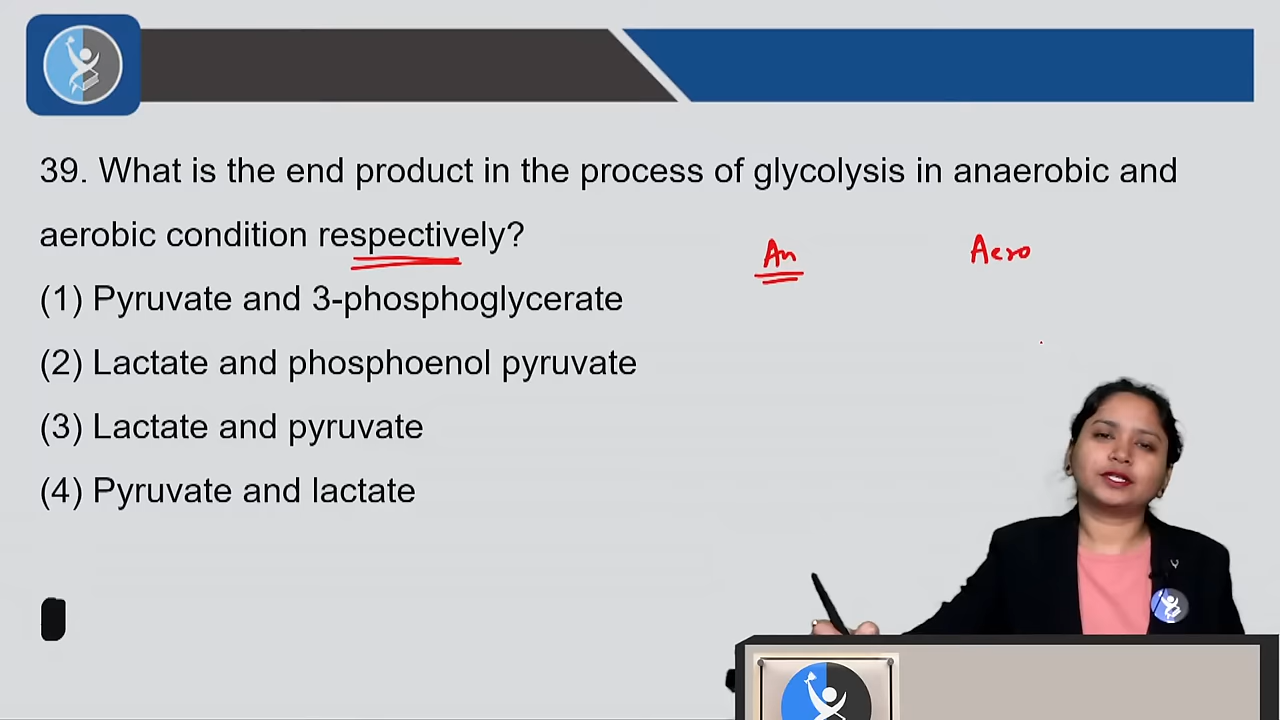 39. What is the end product in the process of glycolysis in anaerobic and
aerobic condition respectively?
An
Aero
(1) Pyruvate and 3-phosphoglycerate
(2) Lactate and phosphoenol pyruvate
(3) Lactate and pyruvate
(4) Pyruvate and lactate